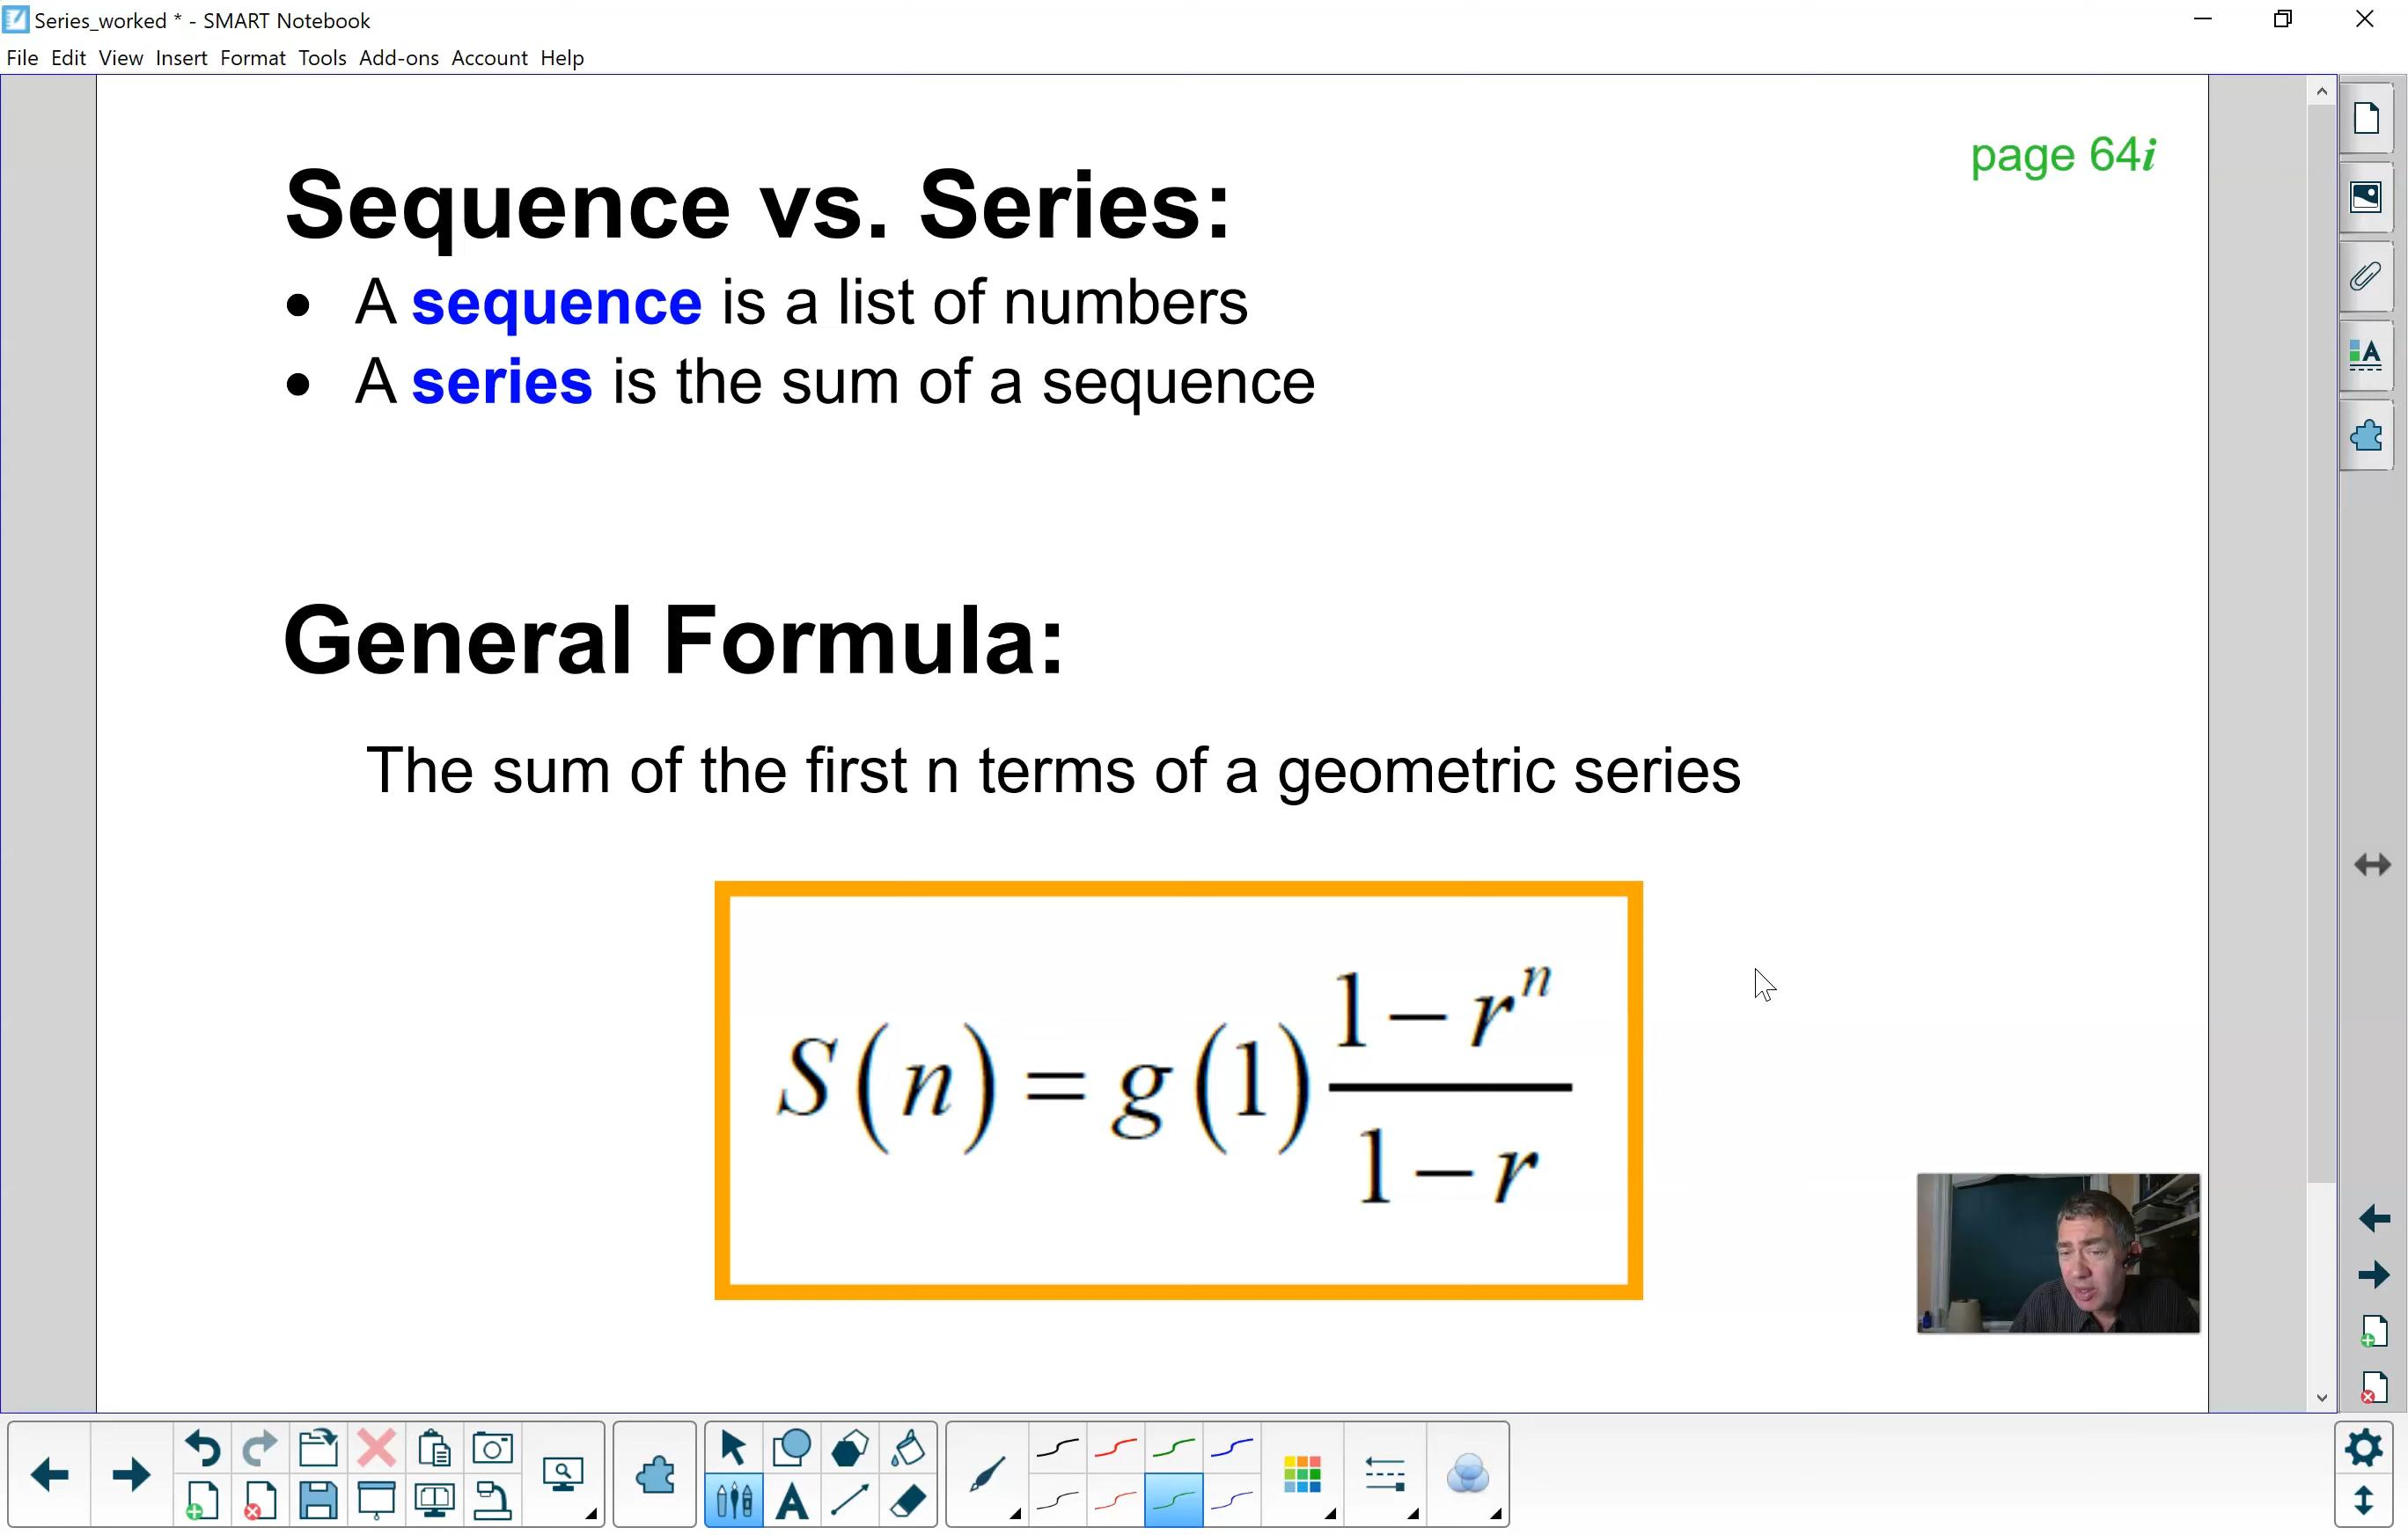 Series_worked * - SMART Notebook
File Edit View Insert Format Tools Add-ons Account Help
page 64i
Sequence vs. Series:
• A sequence is a list of numbers
• A series is the sum of a sequence
General Formula:
The sum of the first n terms of a geometric series
S(n) = g(1) \frac{1-r^n}{1-r}